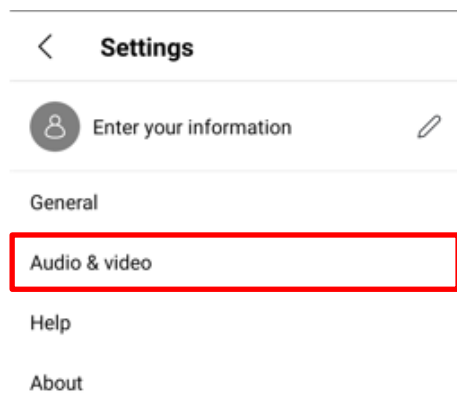 Settings
Enter your information
General
Audio & video
Help
About